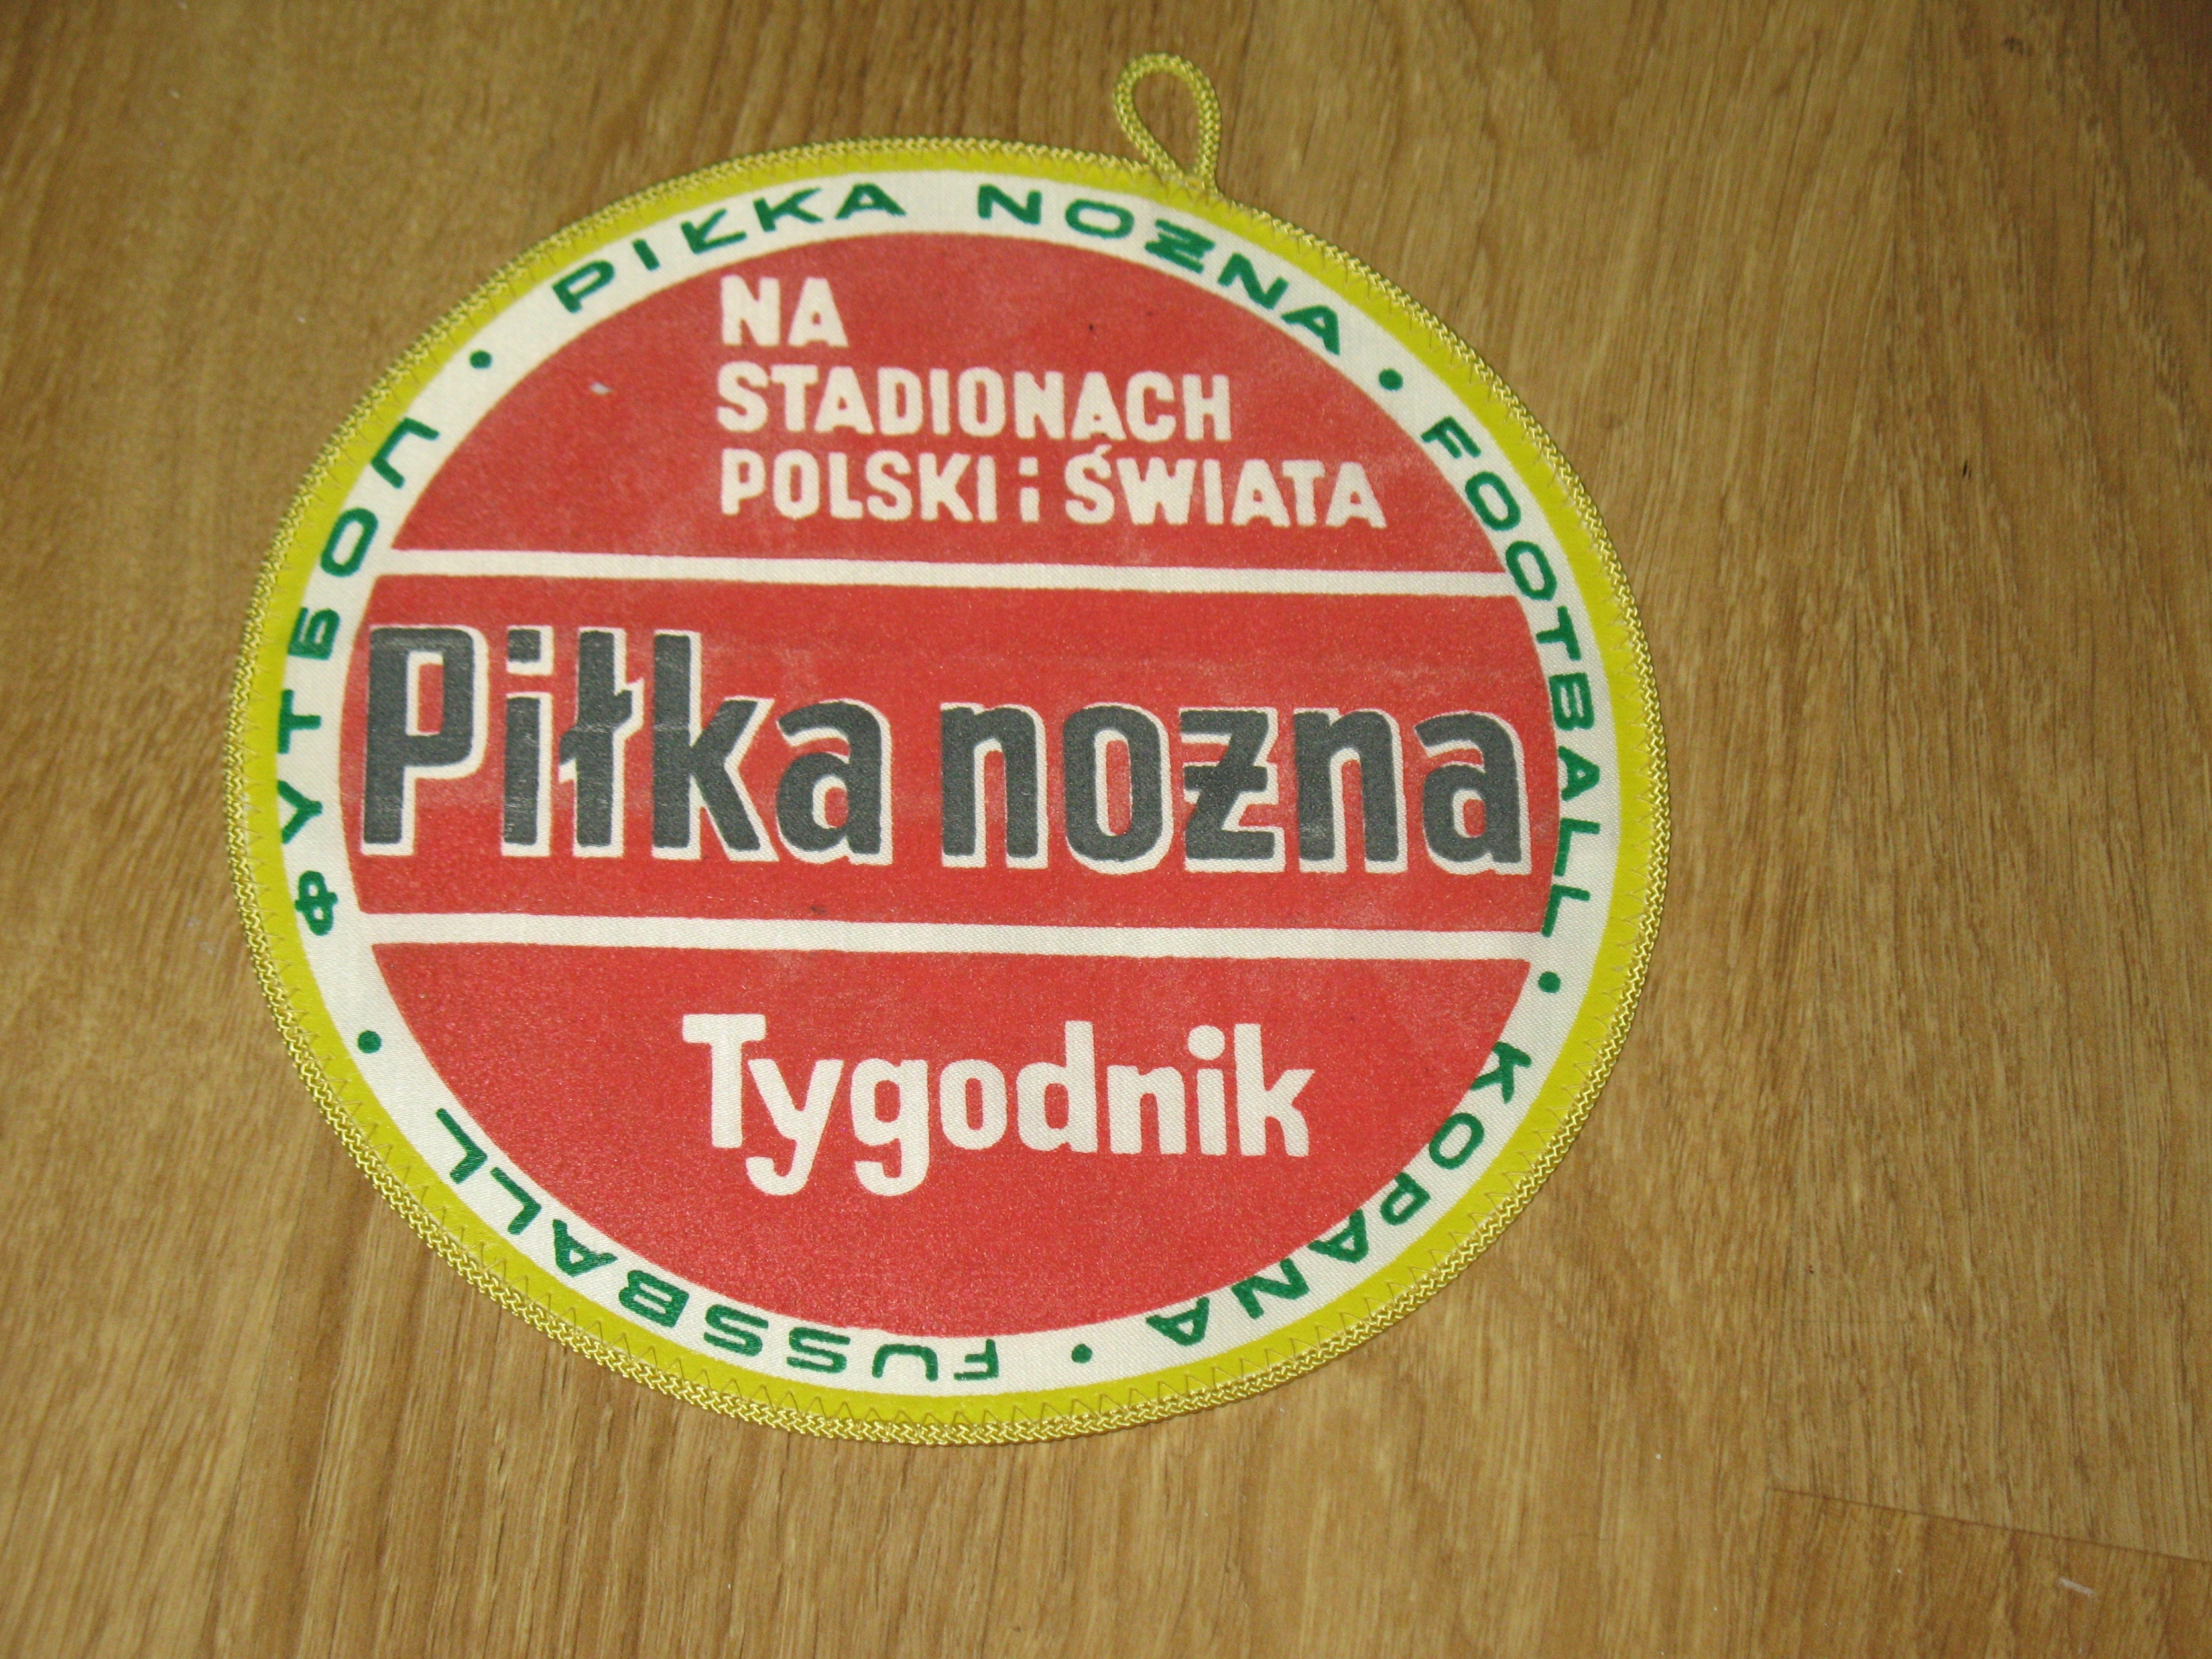 • PIŁKA NOŻNA • FOOTBALL • KOPANA • FUSSBALL • ФУТБОЛ
NA
STADIONACH
POLSKI i ŚWIATA
Piłka nożna
Tygodnik